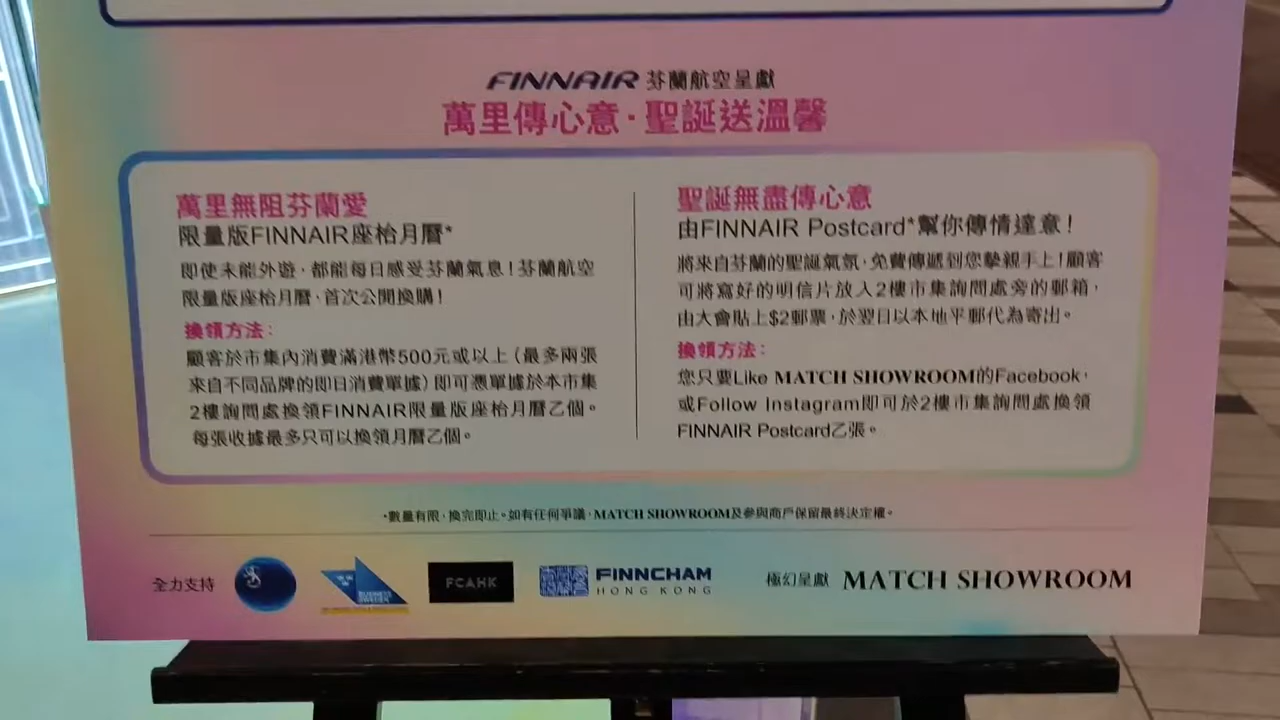 FINNAIR 芬蘭航空呈獻
萬里傳心意·聖誕送溫馨
萬里無阻芬蘭愛
限量版FINNAIR座枱月曆*
即使未能外遊，都能每日感受芬蘭氣息！芬蘭航空
限量版座枱月曆，首次公開換購！
換領方法：
顧客於市集內消費滿港幣500元或以上（最多兩張
來自不同品牌的即日消費單據）即可憑單據於本市集
2樓詢問處換領FINNAIR限量版座枱月曆乙個。
每張收據最多只可以換領月曆乙個。
聖誕無盡傳心意
由FINNAIR Postcard*幫你傳情達意！
將來自芬蘭的聖誕氣氛，免費傳遞到您摯親手上！顧客
可將寫好的明信片放入2樓市集詢問處旁的郵箱，
由大會貼上$2郵票，於翌日以本地平郵代為寄出。
換領方法：
您只要Like MATCH SHOWROOM的Facebook，
或Follow Instagram即可於2樓市集詢問處換領
FINNAIR Postcard乙張。
*數量有限，換完即止。如有任何爭議，MATCH SHOWROOM及參與商戶保留最終決定權。
全力支持
BUSINESS
SWEDEN
FCAHK
FINNCHAM
HONG KONG
極幻呈獻 MATCH SHOWROOM